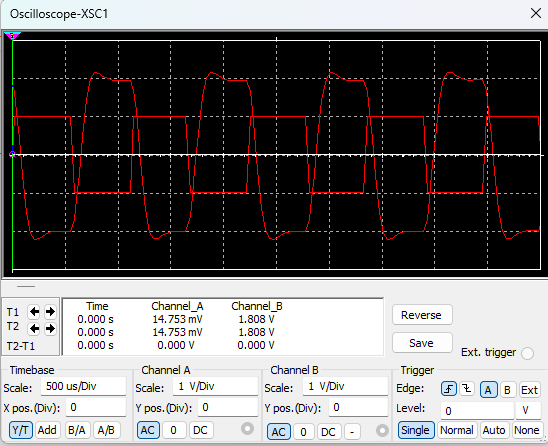 Oscilloscope-XSC1
Time Channel_A Channel_B
T1 0.000 s 14.753 mV 1.808 V
T2 0.000 s 14.753 mV 1.808 V
T2-T1 0.000 s 0.000 V 0.000 V
Reverse
Save
Ext. trigger
Timebase
Scale: 500 us/Div
X pos.(Div): 0
Y/T Add B/A A/B
Channel A
Scale: 1 V/Div
Y pos.(Div): 0
AC 0 DC
Channel B
Scale: 1 V/Div
Y pos.(Div): 0
AC 0 DC -
Trigger
Edge: A B Ext
Level: 0 V
Single Normal Auto None